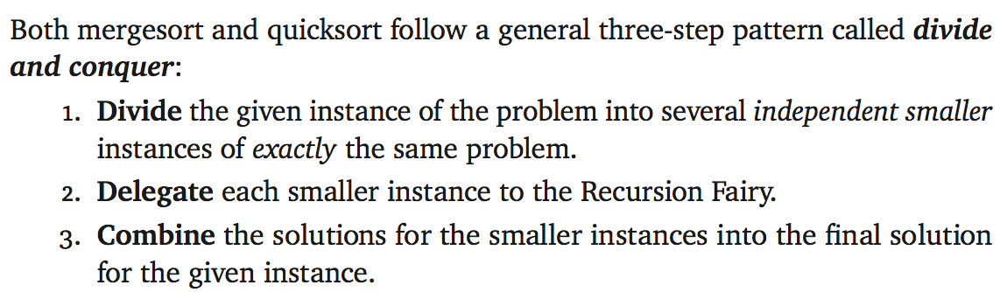 Both mergesort and quicksort follow a general three-step pattern called divide
and conquer:
1. Divide the given instance of the problem into several independent smaller
instances of exactly the same problem.
2. Delegate each smaller instance to the Recursion Fairy.
3. Combine the solutions for the smaller instances into the final solution
for the given instance.